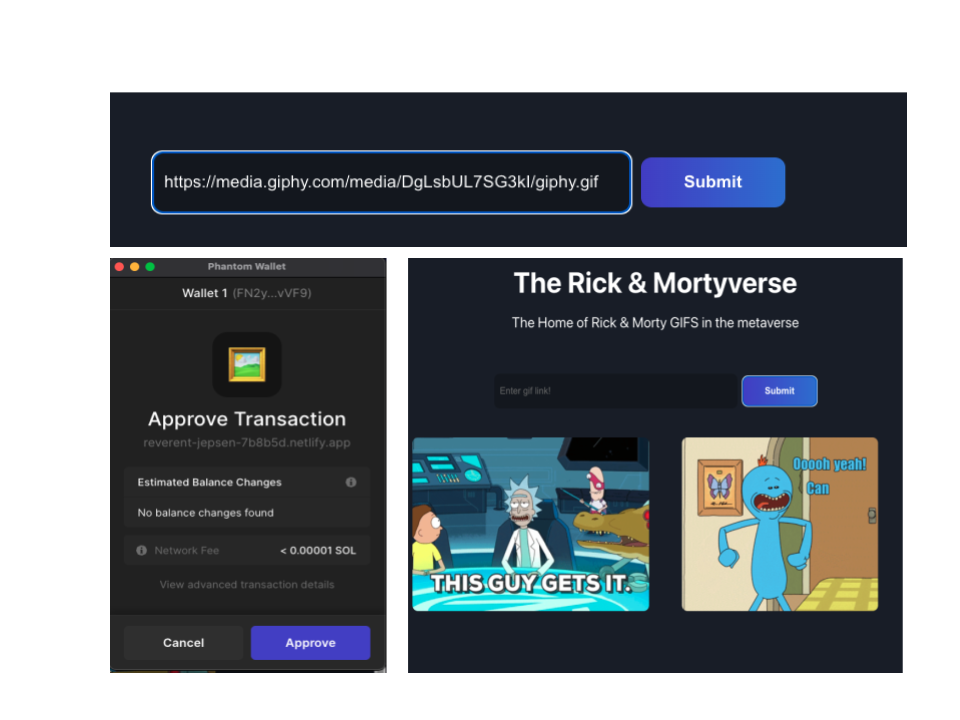 https://media.giphy.com/media/DgLsbUL7SG3kI/giphy.gif
Submit
Phantom Wallet
Wallet 1 (FN2y...vVF9)
Approve Transaction
reverent-jepsen-7b8b5d.netlify.app
Estimated Balance Changes
No balance changes found
Network Fee < 0.00001 SOL
View advanced transaction details
Cancel
Approve
The Rick & Mortyverse
The Home of Rick & Morty GIFS in the metaverse
Enter gif link!
Submit
THIS GUY GETS IT.
Ooooh yeah!
Can